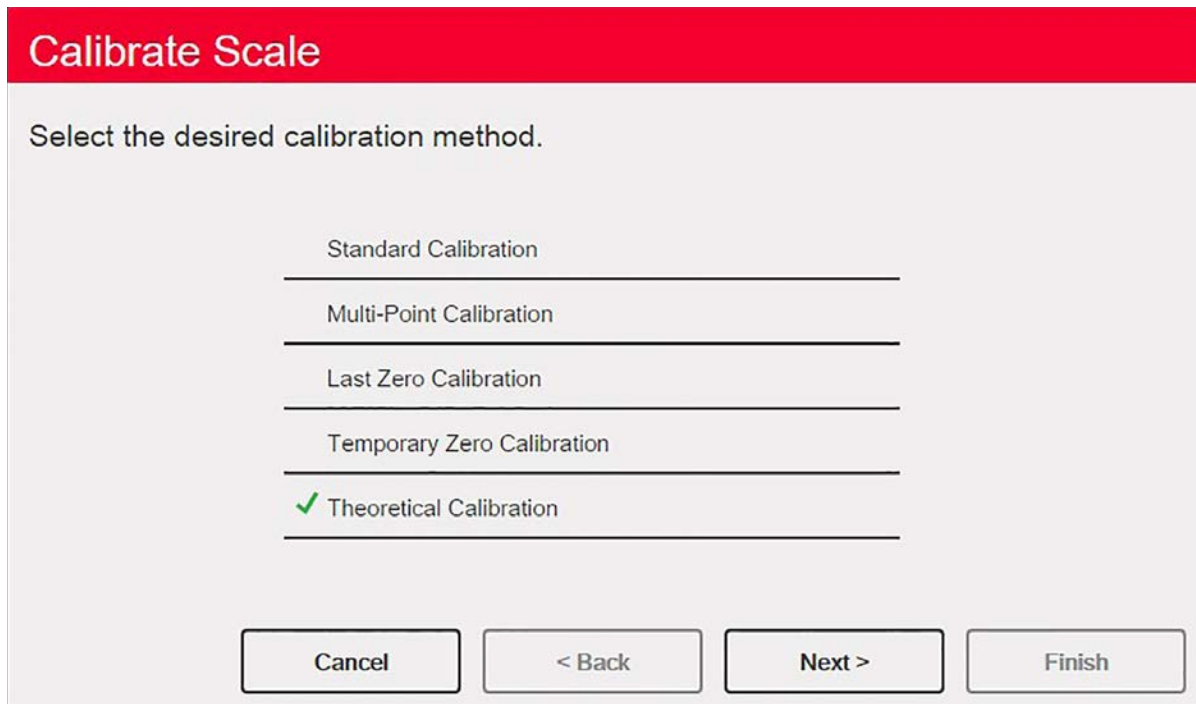 Calibrate Scale
Select the desired calibration method.
Standard Calibration
Multi-Point Calibration
Last Zero Calibration
Temporary Zero Calibration
Theoretical Calibration
Cancel
< Back
Next >
Finish